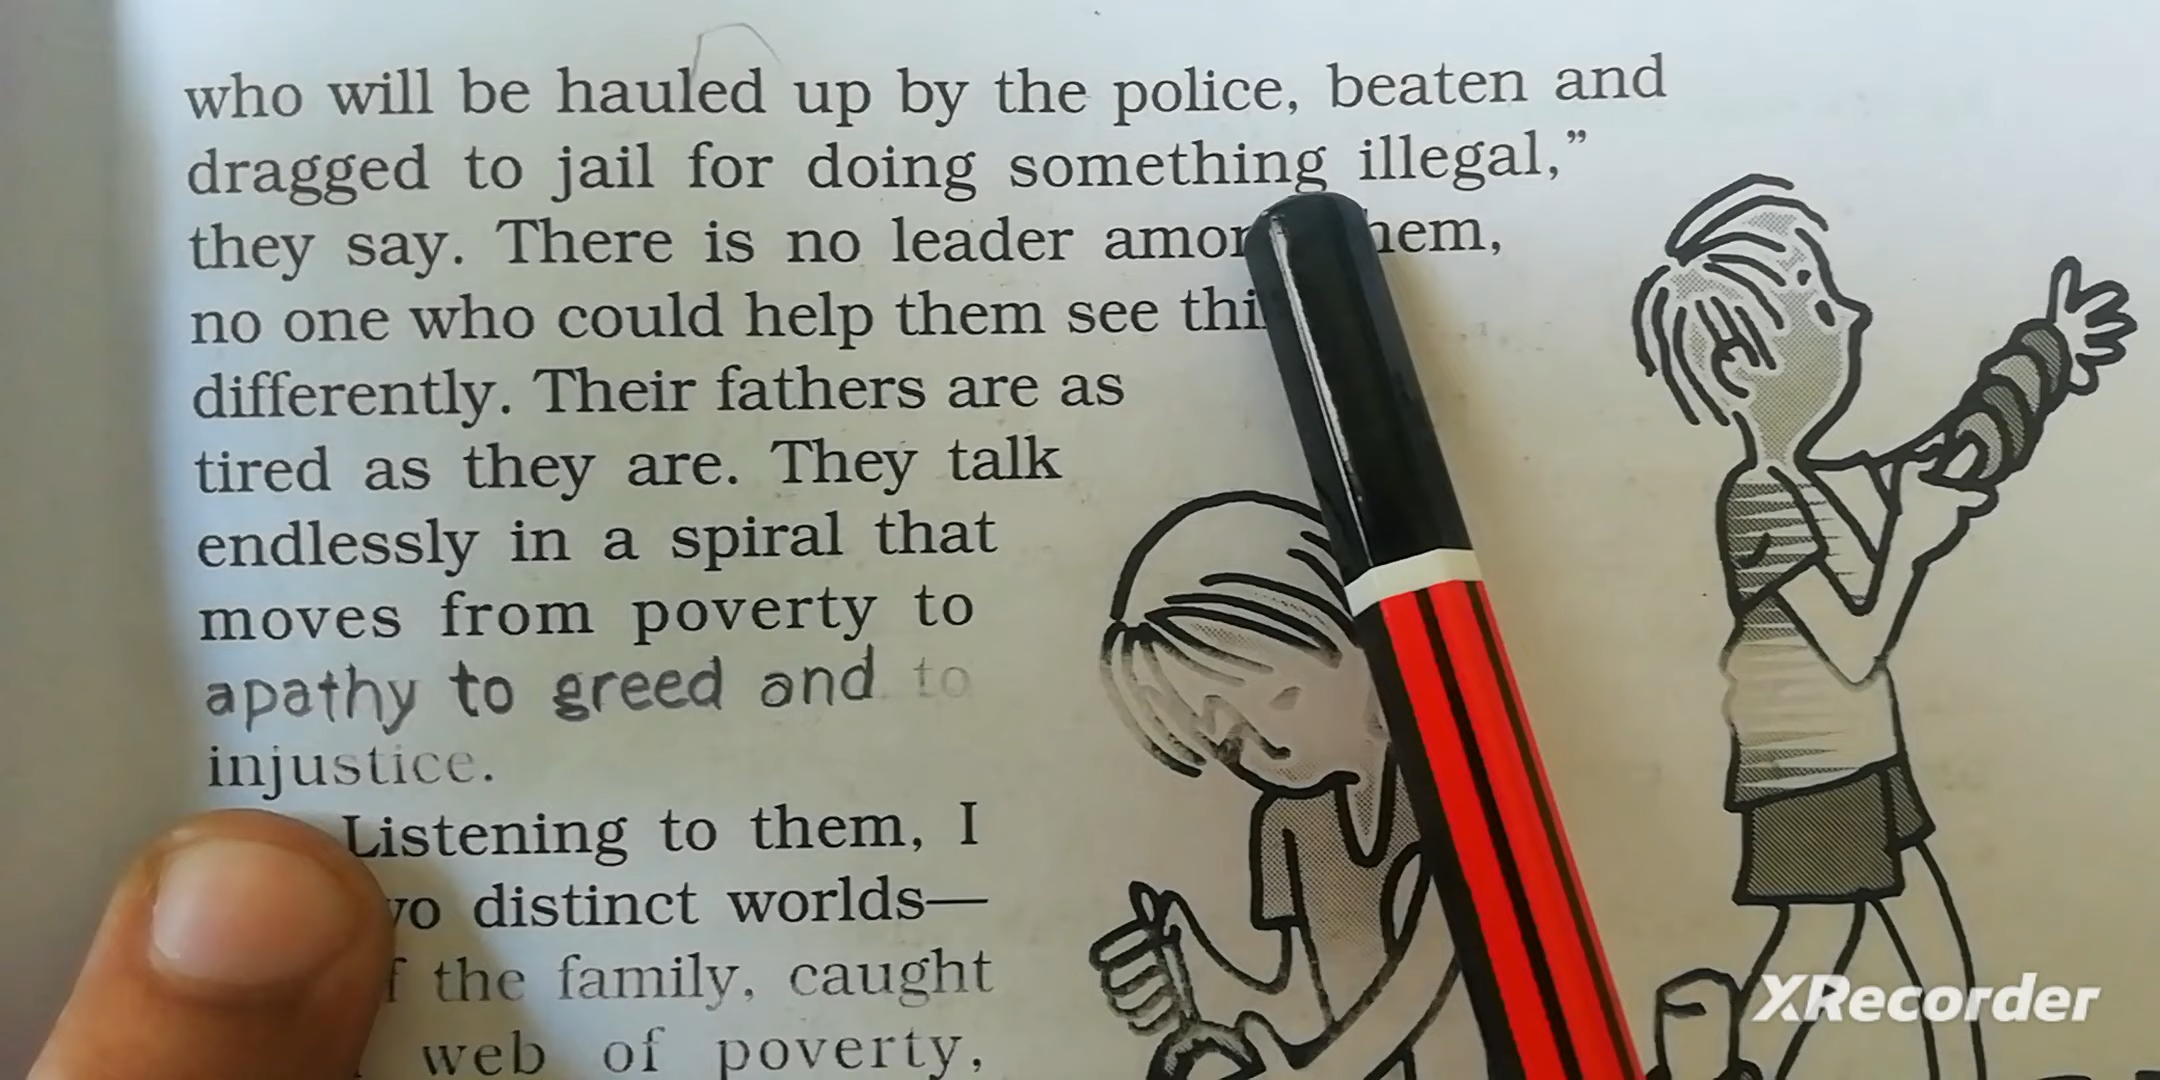 who will be hauled up by the police, beaten and
dragged to jail for doing something illegal,”
they say. There is no leader
no one who could help them see
differently. Their fathers are as
tired as they are. They talk
endlessly in a spiral that
moves from poverty to
apathy to greed and to
injustice.
Listening to them, I
distinct worlds—
the family, caught
web of poverty,
XRecorder